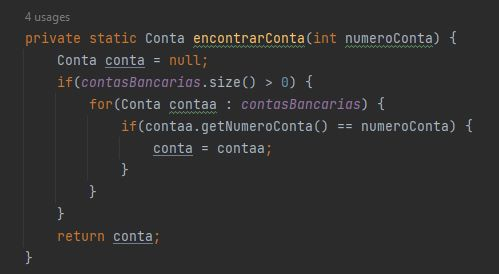 4 usages
private static Conta encontrarConta(int numeroConta) {
    Conta conta = null;
    if(contasBancarias.size() > 0) {
        for(Conta contaa : contasBancarias) {
            if(contaa.getNumeroConta() == numeroConta) {
                conta = contaa;
            }
        }
    }
    return conta;
}